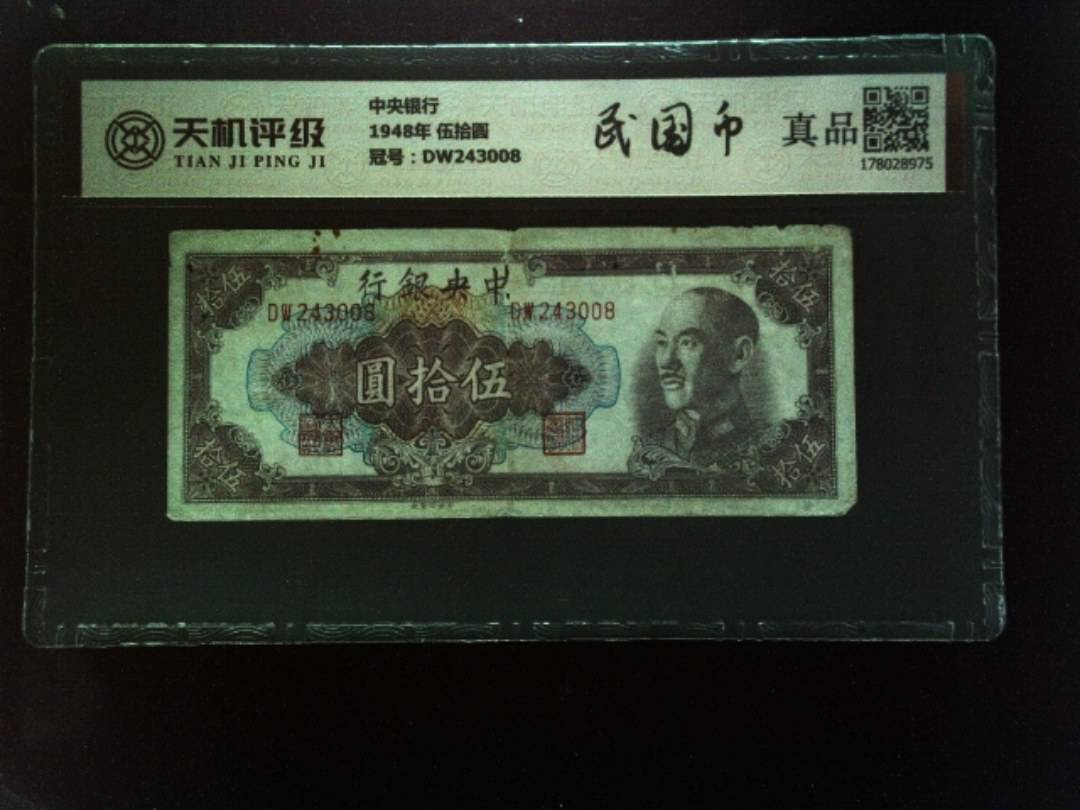 天机评级
TIAN JI PING JI
中央银行
1948年 伍拾圆
冠号：DW243008
民国币
真品
178028975
行銀央中
DW243008
DW243008
圓拾伍
拾伍
拾伍
拾伍
拾伍